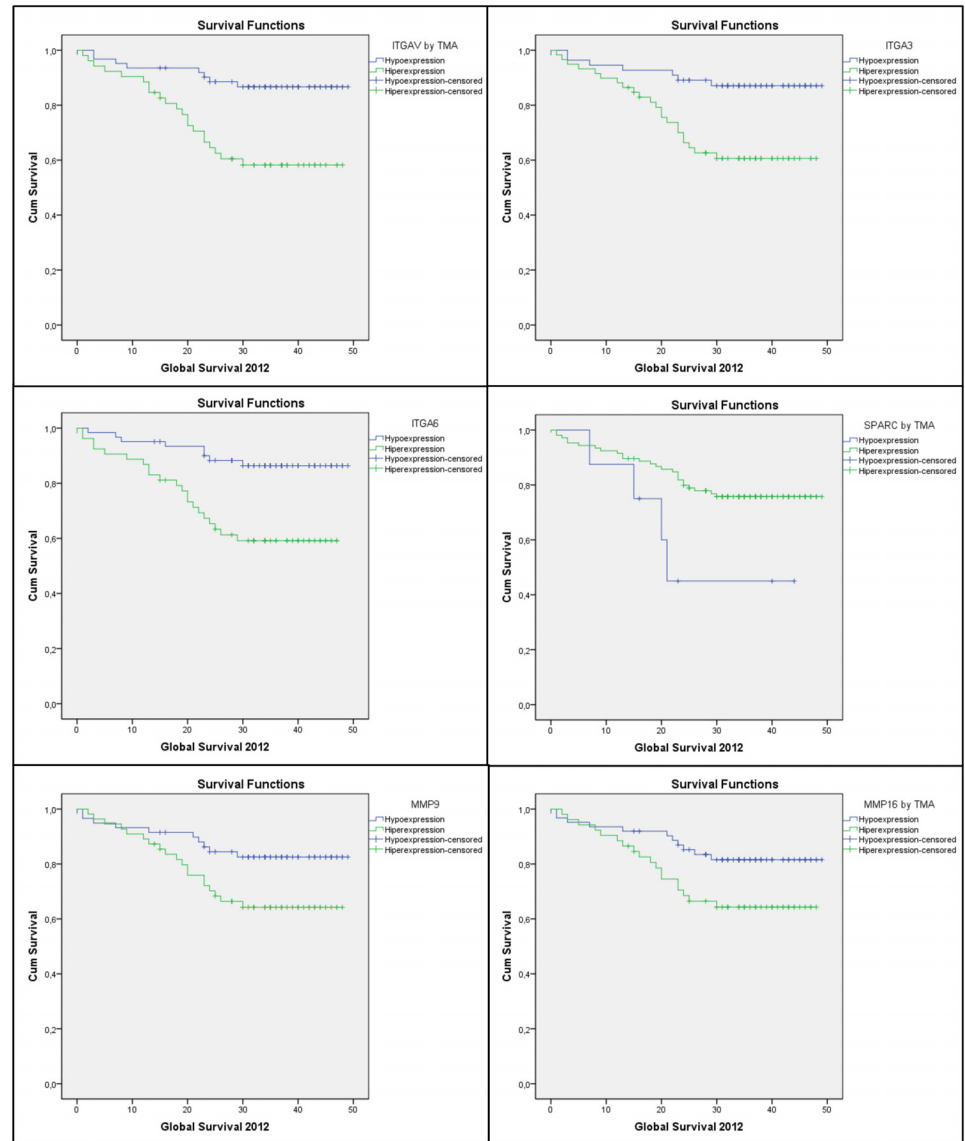 Survival Functions
ITGAV by TMA
Hypoexpression
Hiperexpression
Hypoexpression-censored
Hiperexpression-censored
Cum Survival
1,0
0,8
0,6
0,4
0,2
0,0
0 10 20 30 40 50
Global Survival 2012
Survival Functions
ITGA3
Hypoexpression
Hiperexpression
Hypoexpression-censored
Hiperexpression-censored
Cum Survival
1,0
0,8
0,6
0,4
0,2
0,0
0 10 20 30 40 50
Global Survival 2012
Survival Functions
ITGA6
Hypoexpression
Hiperexpression
Hypoexpression-censored
Hiperexpression-censored
Cum Survival
1,0
0,8
0,6
0,4
0,2
0,0
0 10 20 30 40 50
Global Survival 2012
Survival Functions
SPARC by TMA
Hypoexpression
Hiperexpression
Hypoexpression-censored
Hiperexpression-censored
Cum Survival
1,0
0,8
0,6
0,4
0,2
0,0
0 10 20 30 40 50
Global Survival 2012
Survival Functions
MMP9
Hypoexpression
Hiperexpression
Hypoexpression-censored
Hiperexpression-censored
Cum Survival
1,0
0,8
0,6
0,4
0,2
0,0
0 10 20 30 40 50
Global Survival 2012
Survival Functions
MMP16 by TMA
Hypoexpression
Hiperexpression
Hypoexpression-censored
Hiperexpression-censored
Cum Survival
1,0
0,8
0,6
0,4
0,2
0,0
0 10 20 30 40 50
Global Survival 2012